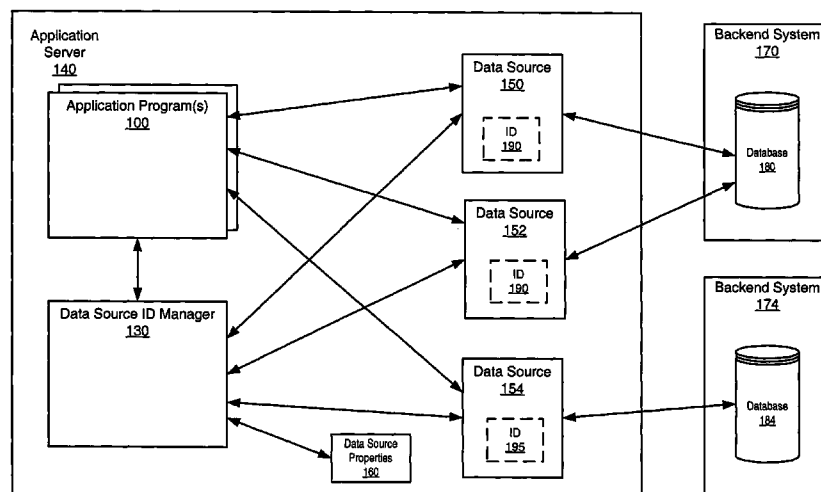 Application
Server
140
Application Program(s)
100
Data Source ID Manager
130
Data Source
Properties
160
Data Source
150
ID
190
Data Source
152
ID
190
Data Source
154
ID
195
Backend System
170
Database
180
Backend System
174
Database
184